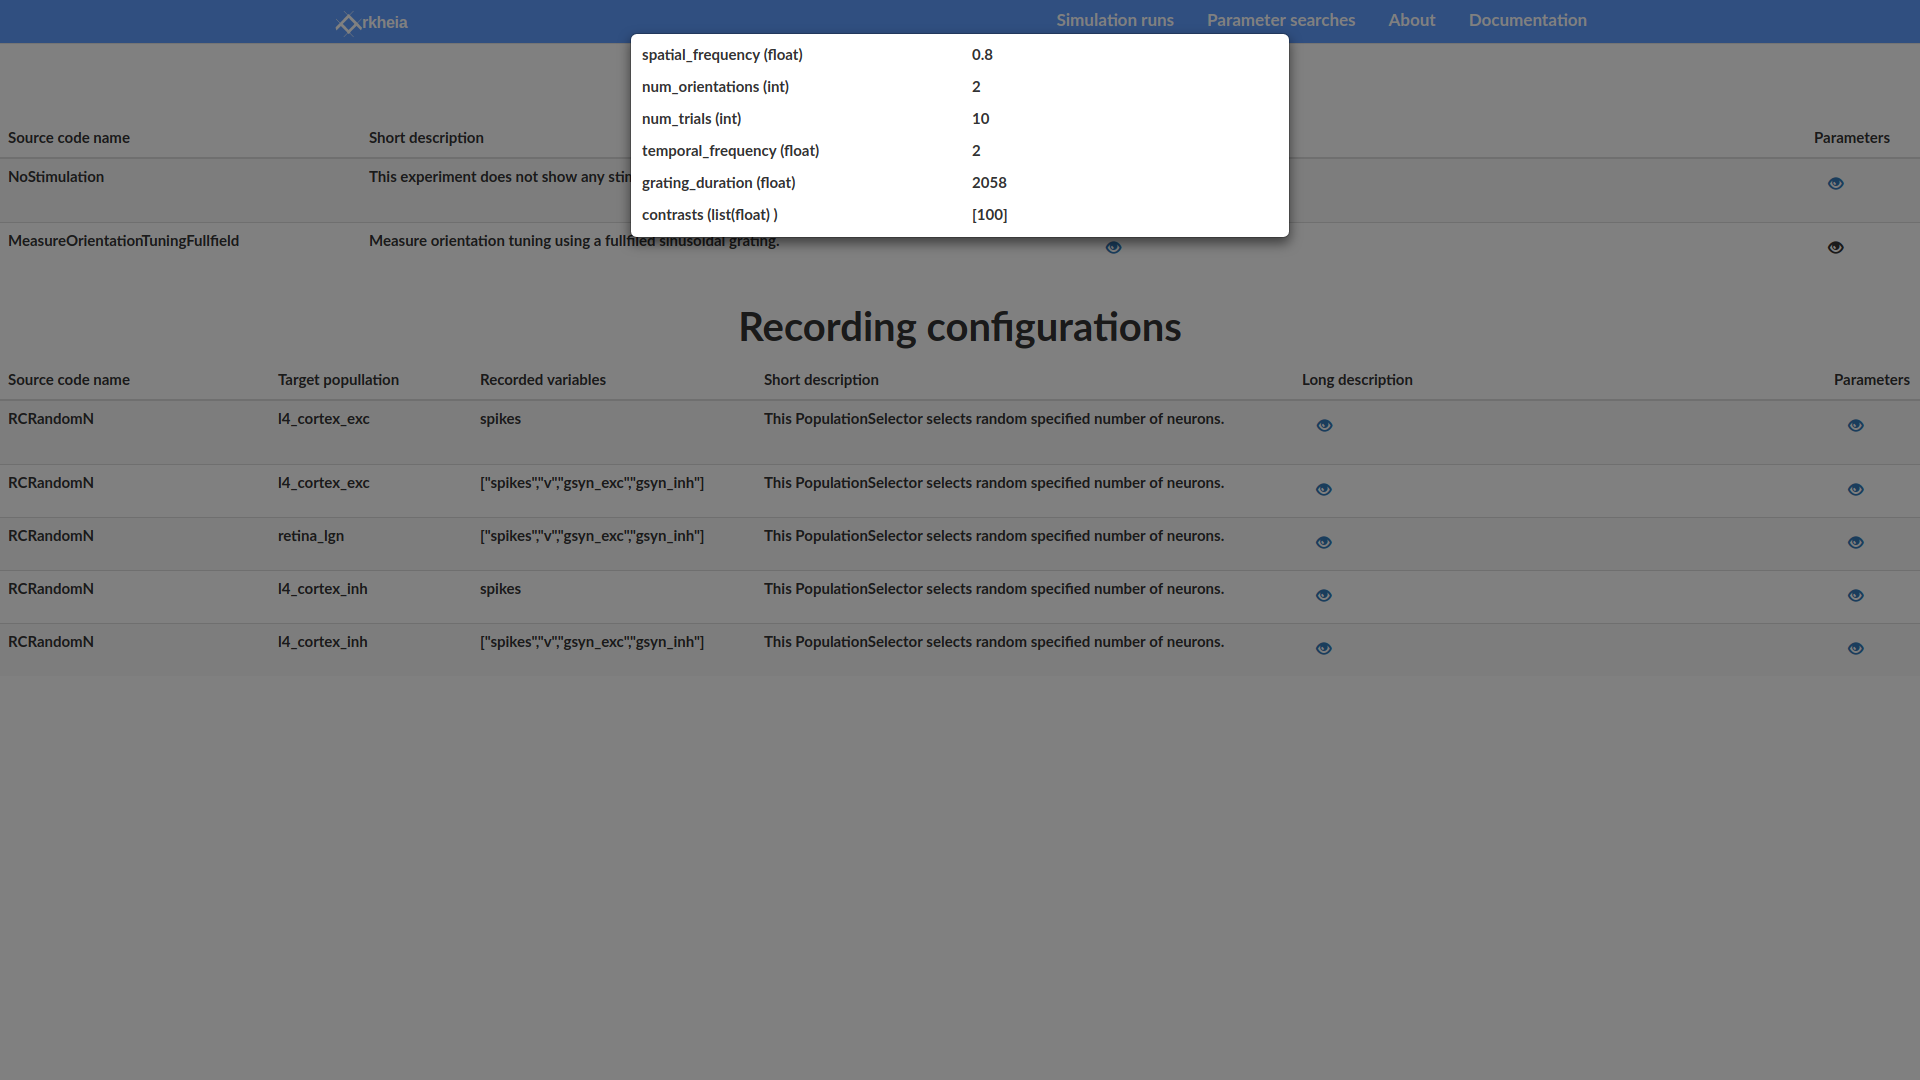 rkheia Simulation runs Parameter searches About Documentation
spatial_frequency (float) 0.8
num_orientations (int) 2
num_trials (int) 10
temporal_frequency (float) 2
grating_duration (float) 2058
contrasts (list(float) ) [100]
Source code name Short description Parameters
NoStimulation This experiment does not show any
MeasureOrientationTuningFullfield Measure orientation tuning using a fullfiled sinusoidal grating.
Recording configurations
Source code name Target popullation Recorded variables Short description Long description Parameters
RCRandomN l4_cortex_exc spikes This PopulationSelector selects random specified number of neurons.
RCRandomN l4_cortex_exc ["spikes","v","gsyn_exc","gsyn_inh"] This PopulationSelector selects random specified number of neurons.
RCRandomN retina_lgn ["spikes","v","gsyn_exc","gsyn_inh"] This PopulationSelector selects random specified number of neurons.
RCRandomN l4_cortex_inh spikes This PopulationSelector selects random specified number of neurons.
RCRandomN l4_cortex_inh ["spikes","v","gsyn_exc","gsyn_inh"] This PopulationSelector selects random specified number of neurons.